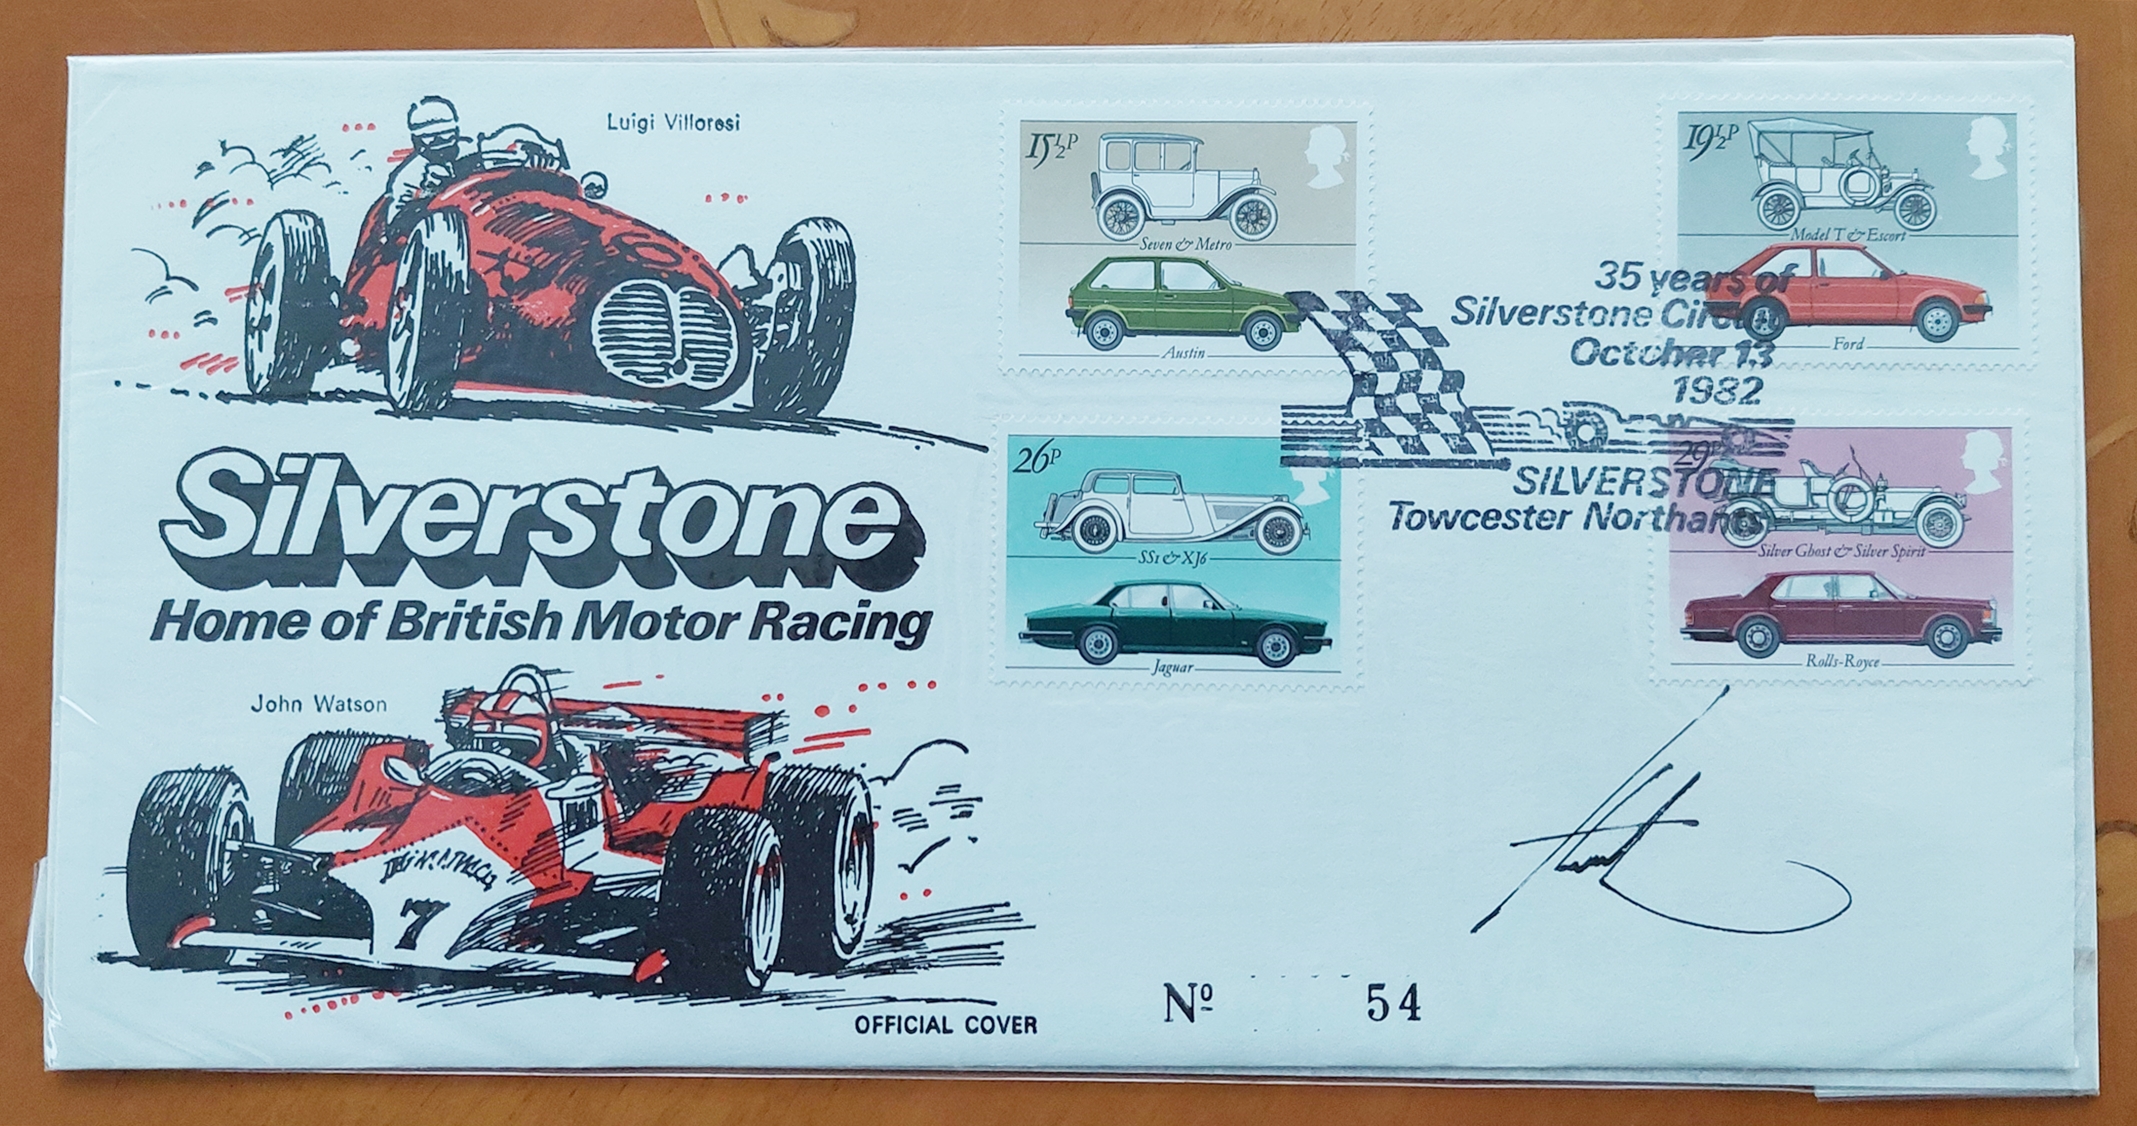 Luigi Villoresi
Silverstone
Home of British Motor Racing
John Watson
7
OFFICIAL COVER
15½P
Seven & Metro
Austin
19½P
Model T & Escort
Ford
26P
SS1 & XJ6
Jaguar
29P
Silver Ghost & Silver Spirit
Rolls-Royce
35 years of
Silverstone Circuit
October 13
1982
SILVERSTONE
Towcester Northants
Nº 54